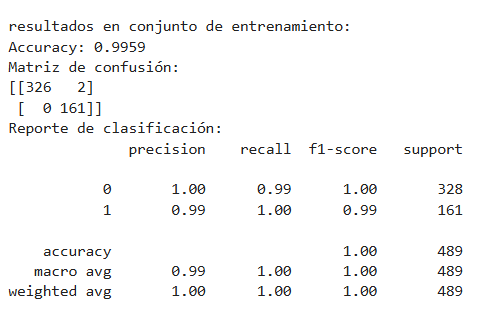 resultados en conjunto de entrenamiento:
Accuracy: 0.9959
Matriz de confusión:
[[326   2]
 [  0 161]]
Reporte de clasificación:
              precision    recall  f1-score   support

           0       1.00      0.99      1.00       328
           1       0.99      1.00      0.99       161

    accuracy                           1.00       489
   macro avg       0.99      1.00      1.00       489
weighted avg       1.00      1.00      1.00       489